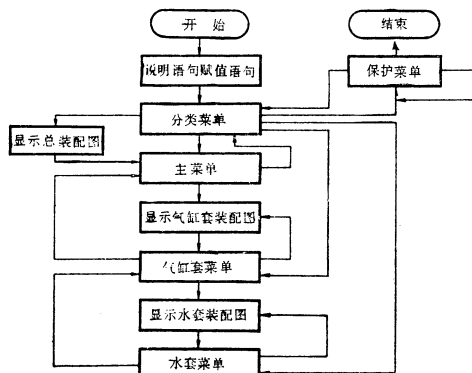 开 始
结束
说明语句赋值语句
保护菜单
分类菜单
显示总装配图
主菜单
显示气缸套装配图
气缸套菜单
显示水套装配图
水套菜单